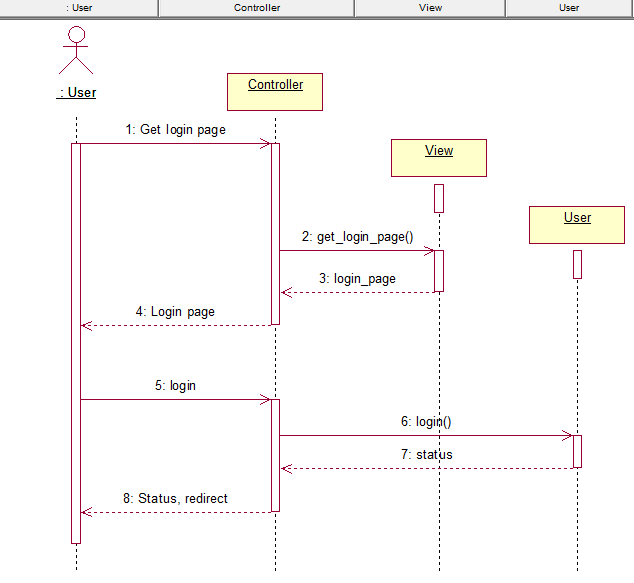 : User
Controller
View
User
: User
Controller
1: Get login page
View
User
2: get_login_page()
3: login_page
4: Login page
5: login
6: login()
7: status
8: Status, redirect